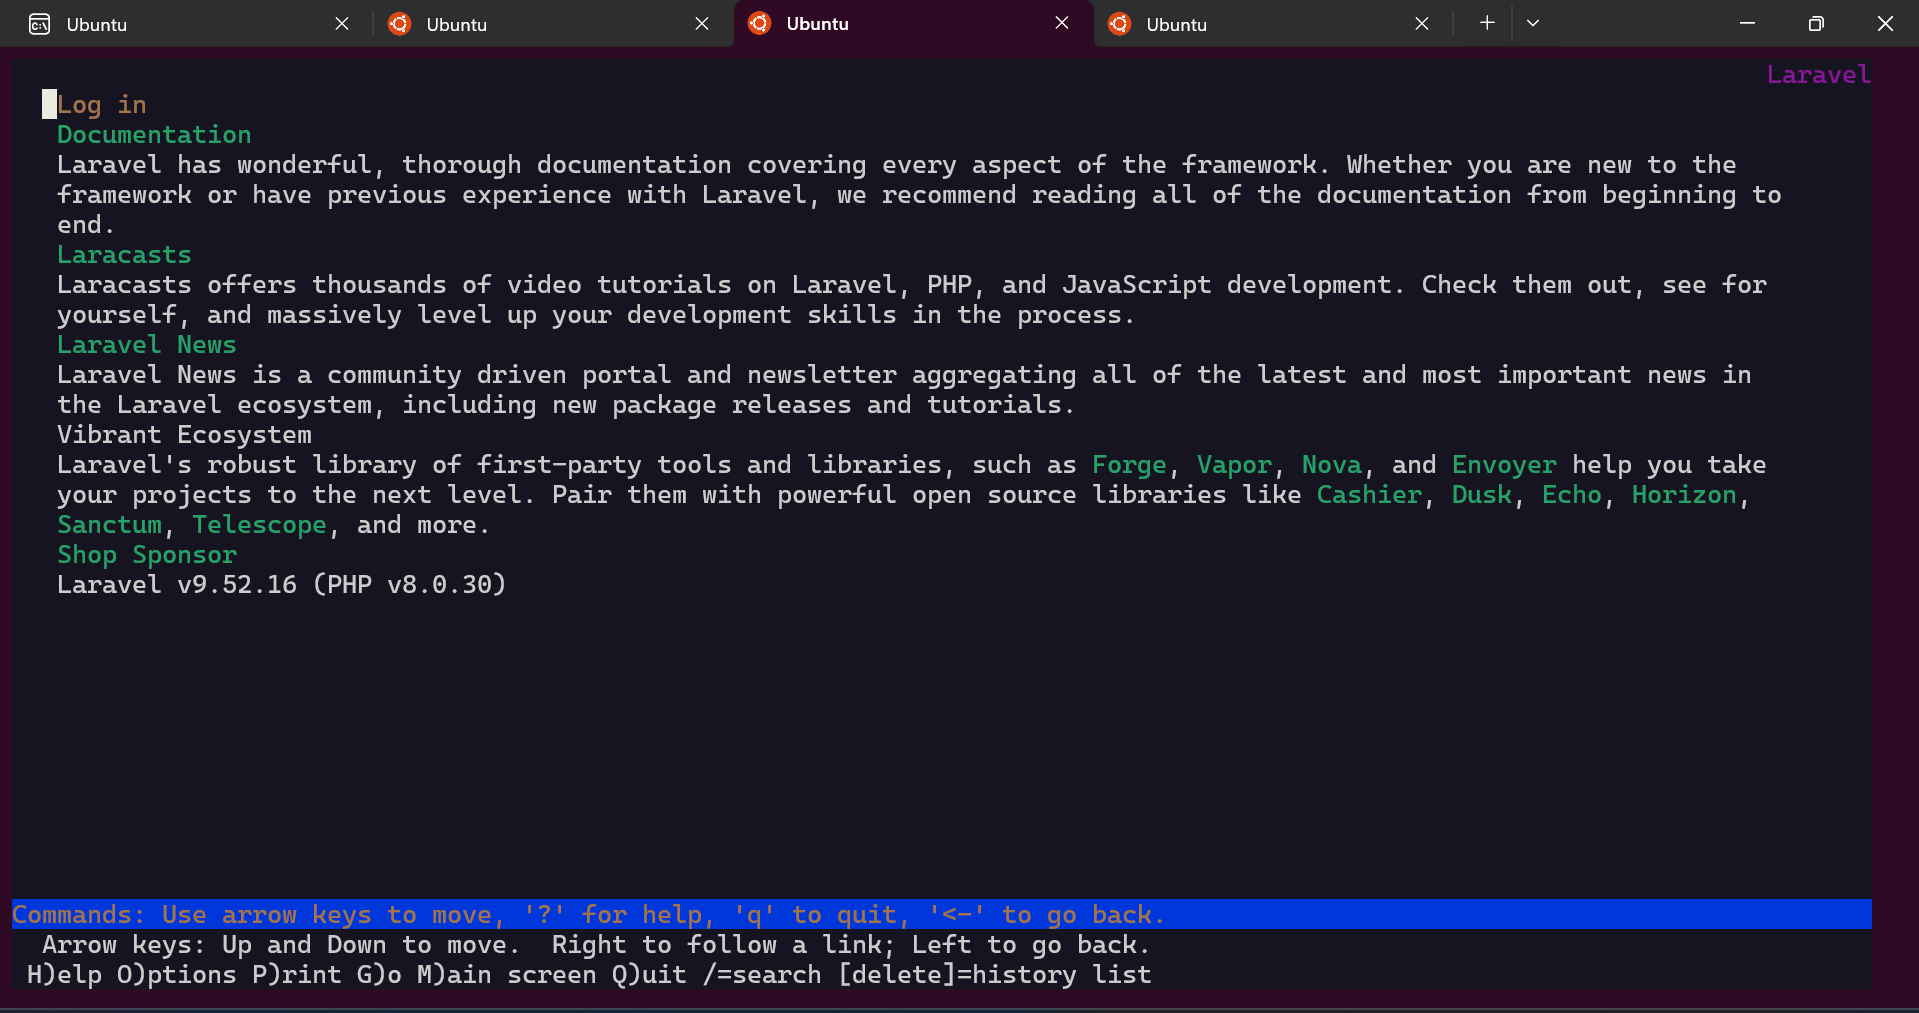 Ubuntu
Ubuntu
Ubuntu
Ubuntu
Laravel
Log in
Documentation
Laravel has wonderful, thorough documentation covering every aspect of the framework. Whether you are new to the
framework or have previous experience with Laravel, we recommend reading all of the documentation from beginning to
end.
Laracasts
Laracasts offers thousands of video tutorials on Laravel, PHP, and JavaScript development. Check them out, see for
yourself, and massively level up your development skills in the process.
Laravel News
Laravel News is a community driven portal and newsletter aggregating all of the latest and most important news in
the Laravel ecosystem, including new package releases and tutorials.
Vibrant Ecosystem
Laravel's robust library of first-party tools and libraries, such as Forge, Vapor, Nova, and Envoyer help you take
your projects to the next level. Pair them with powerful open source libraries like Cashier, Dusk, Echo, Horizon,
Sanctum, Telescope, and more.
Shop Sponsor
Laravel v9.52.16 (PHP v8.0.30)
Commands: Use arrow keys to move, '?' for help, 'q' to quit, '<-' to go back.
Arrow keys: Up and Down to move.  Right to follow a link; Left to go back.
H)elp O)ptions P)rint G)o M)ain screen Q)uit /=search [delete]=history list